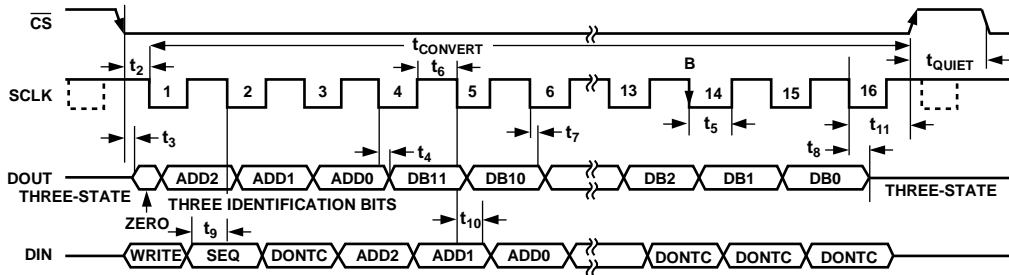 CS
tCONVERT
t2
t6
B
tQUIET
SCLK
1 2 3 4 5 6 13 14 15 16
t3
t4
t7
t5
t8
t11
DOUT
ADD2 ADD1 ADD0 DB11 DB10 DB2 DB1 DB0
THREE-STATE
THREE IDENTIFICATION BITS
THREE-STATE
ZERO
t9
t10
DIN
WRITE SEQ DONTC ADD2 ADD1 ADD0 DONTC DONTC DONTC